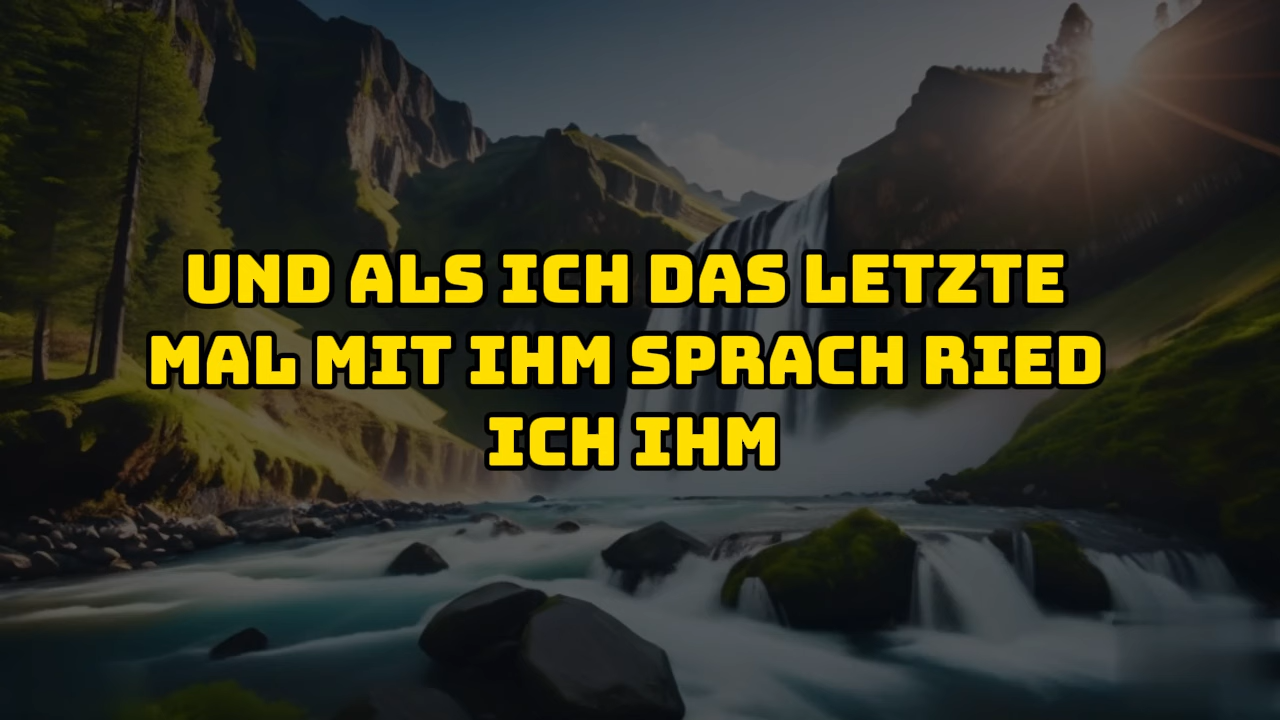 UND ALS ICH DAS LETZTE
MAL MIT IHM SPRACH RIED
ICH IHM